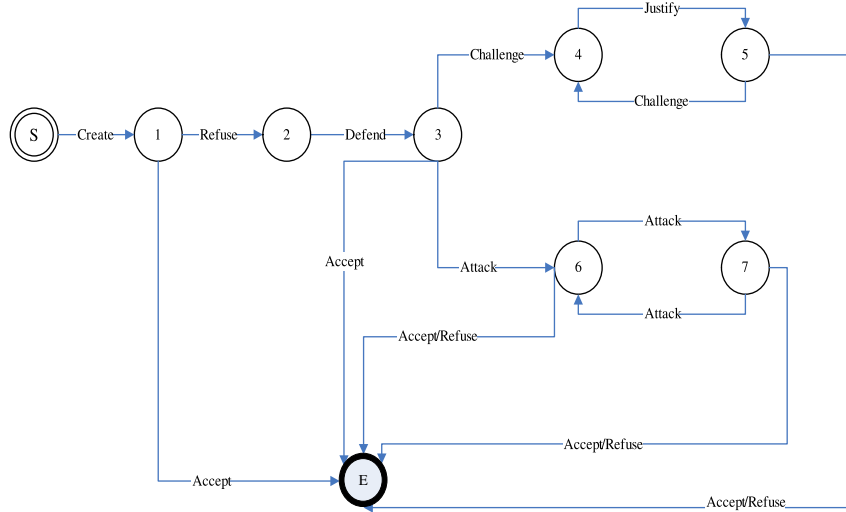 Justify
Challenge
4
5
Challenge
S
Create
1
Refuse
2
Defend
3
Attack
Accept
Attack
6
7
Attack
Accept/Refuse
Accept/Refuse
Accept
E
Accept/Refuse